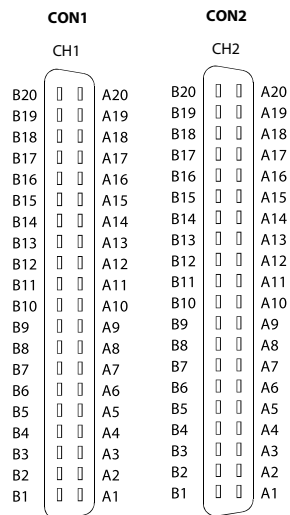 CON1 CON2
CH1 CH2
B20 A20 B20 A20
B19 A19 B19 A19
B18 A18 B18 A18
B17 A17 B17 A17
B16 A16 B16 A16
B15 A15 B15 A15
B14 A14 B14 A14
B13 A13 B13 A13
B12 A12 B12 A12
B11 A11 B11 A11
B10 A10 B10 A10
B9 A9 B9 A9
B8 A8 B8 A8
B7 A7 B7 A7
B6 A6 B6 A6
B5 A5 B5 A5
B4 A4 B4 A4
B3 A3 B3 A3
B2 A2 B2 A2
B1 A1 B1 A1